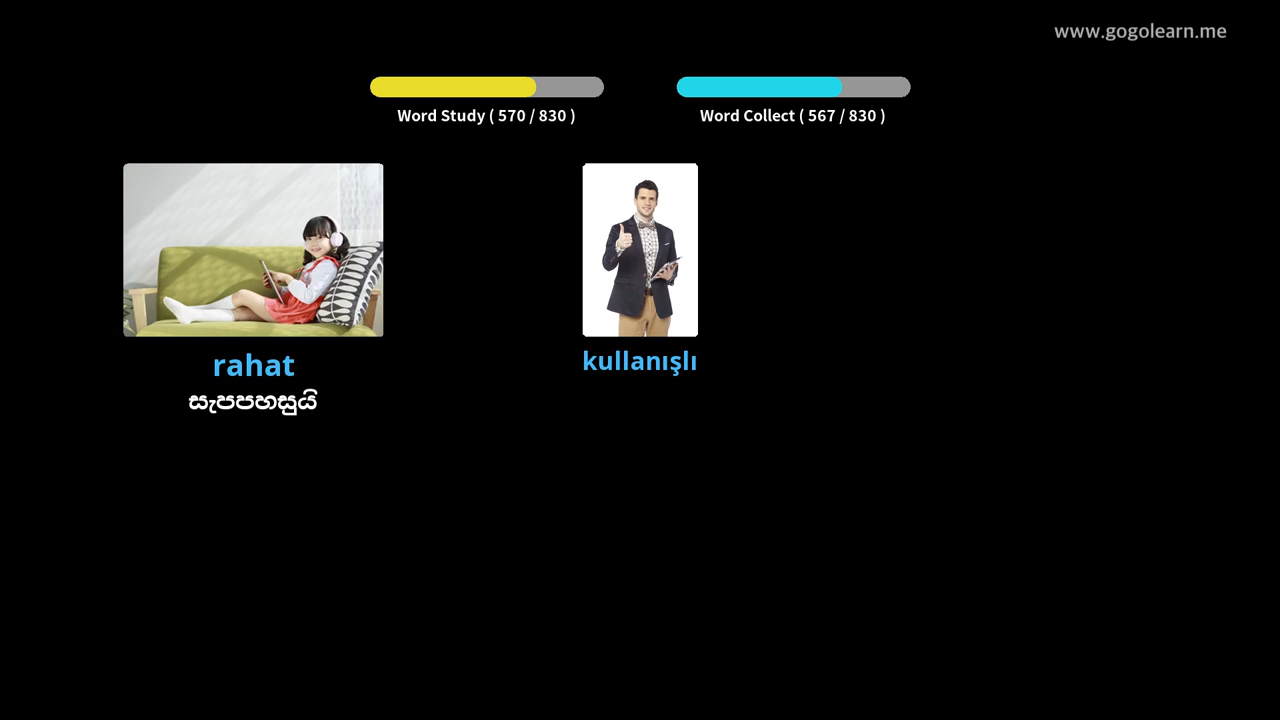 www.gogolearn.me
Word Study ( 570 / 830 )
Word Collect ( 567 / 830 )
rahat
සැපපහසුයි
kullanışlı